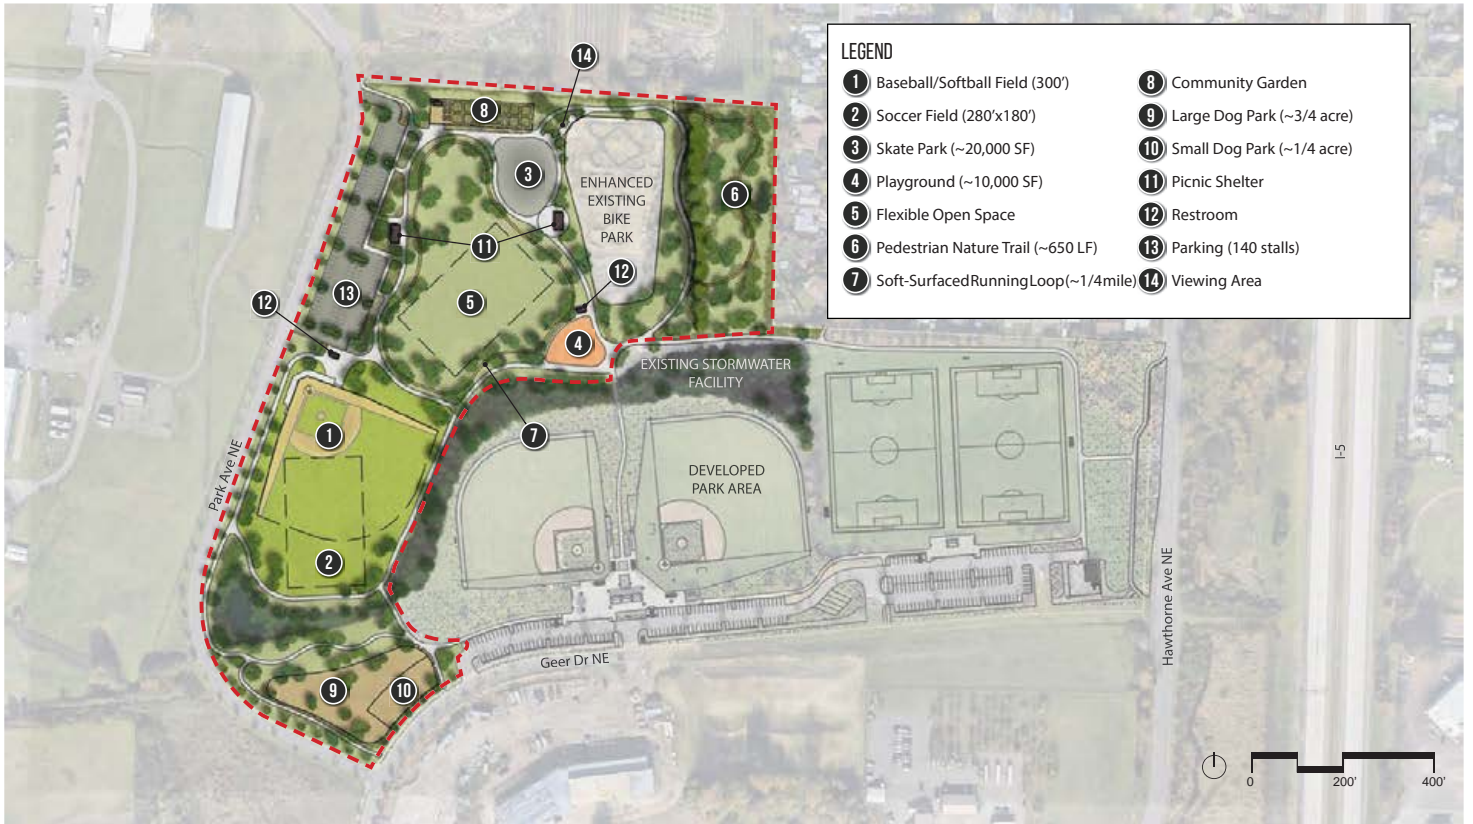 LEGEND
1 Baseball/Softball Field (300’)
2 Soccer Field (280’x180’)
3 Skate Park (~20,000 SF)
4 Playground (~10,000 SF)
5 Flexible Open Space
6 Pedestrian Nature Trail (~650 LF)
7 Soft-Surfaced Running Loop (~1/4 mile)
8 Community Garden
9 Large Dog Park (~3/4 acre)
10 Small Dog Park (~1/4 acre)
11 Picnic Shelter
12 Restroom
13 Parking (140 stalls)
14 Viewing Area
14
8
3
ENHANCED
EXISTING
BIKE
PARK
6
11
12
13
12
5
4
EXISTING STORMWATER
FACILITY
7
1
DEVELOPED
PARK AREA
Park Ave NE
2
I-5
Hawthorne Ave NE
Geer Dr NE
9
10
0
200'
400'